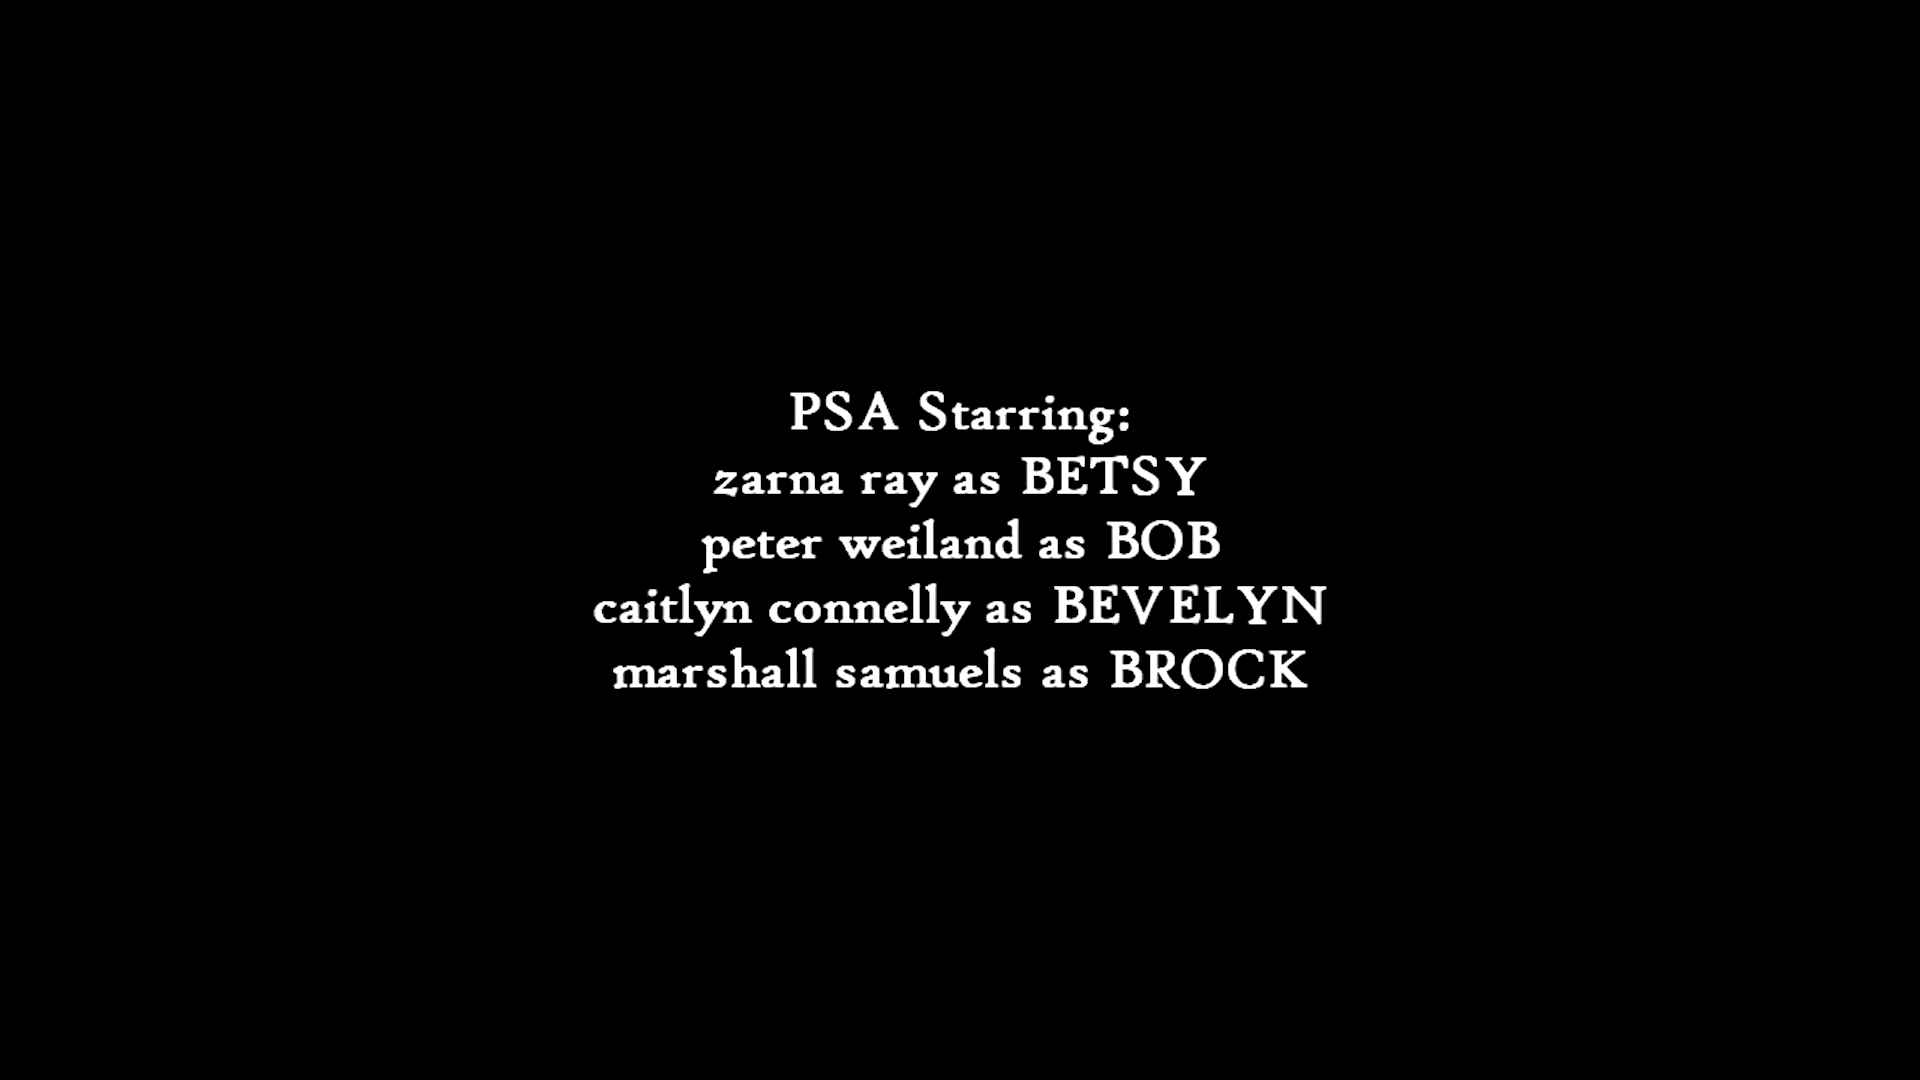 PSA Starring:
zarna ray as BETSY
peter weiland as BOB
caitlyn connelly as BEVELYN
marshall samuels as BROCK